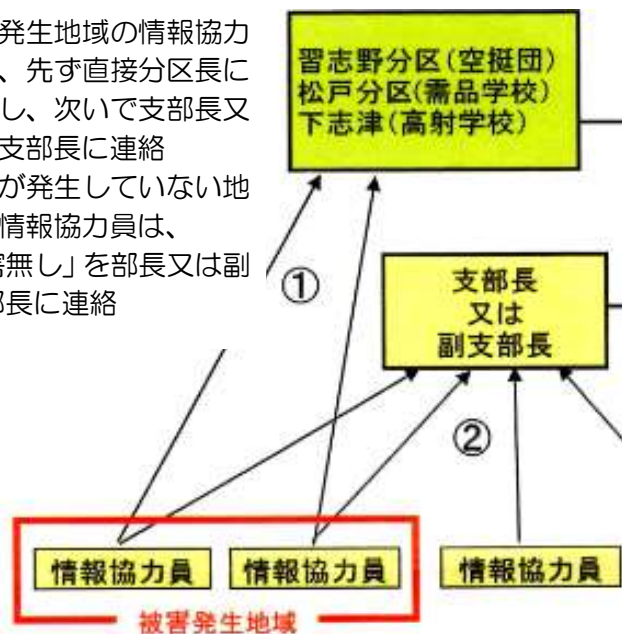 発生地域の情報協力
、先ず直接分区長に
し、次いで支部長又
支部長に連絡
が発生していない地
情報協力員は、
害無し」を部長又は副
部長に連絡
習志野分区(空挺団)
松戸分区(需品学校)
下志津(高射学校)
①
支部長
又は
副支部長
②
情報協力員
情報協力員
情報協力員
被害発生地域